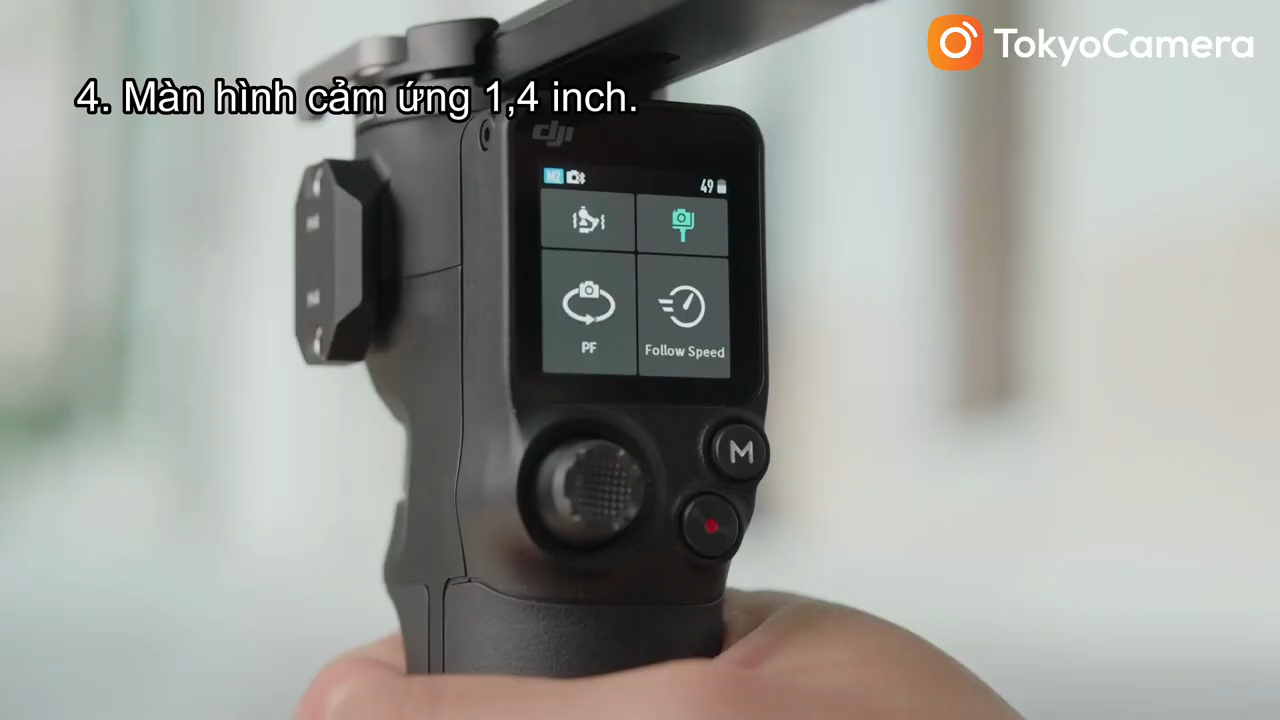 TokyoCamera
4. Màn hình cảm ứng 1,4 inch.
dji
M2
49
PF
Follow Speed
M